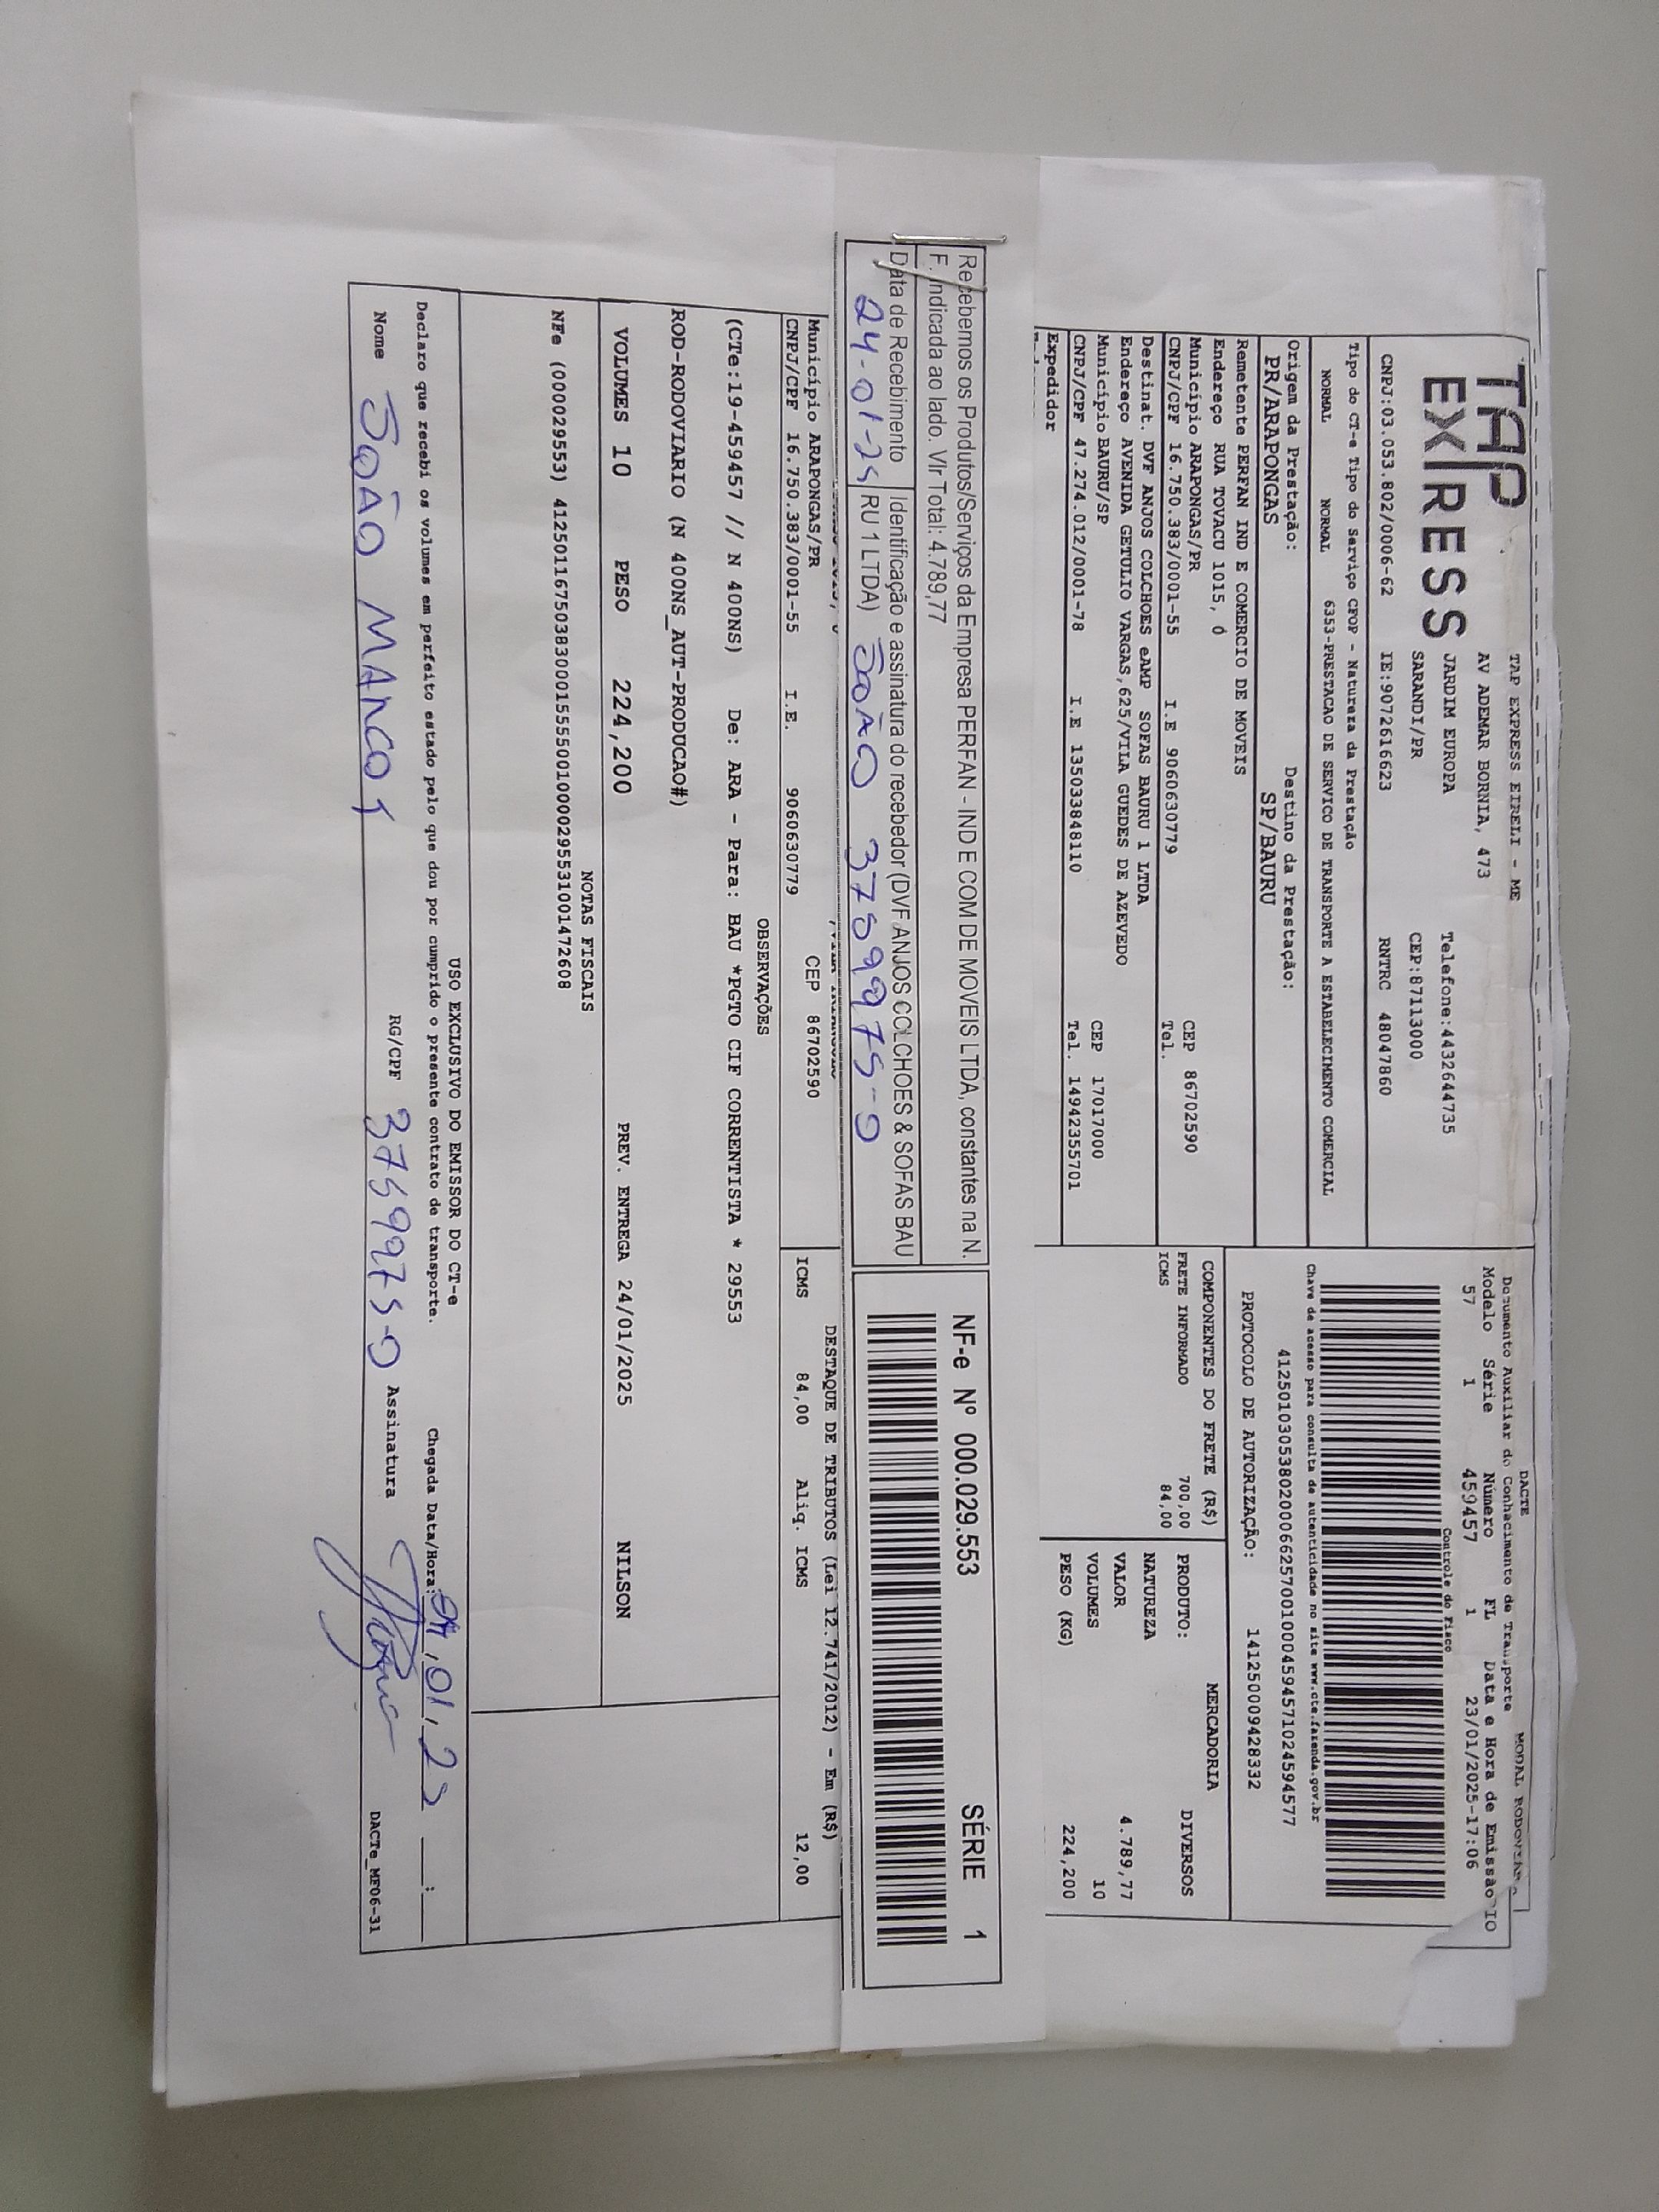 TAP EXPRESS
TAP EXPRESS EIRELI - ME
AV ADEMAR BORNIA, 473
JARDIM EUROPA Telefone:4432644735
SARANDI/PR CEP:87113000
CNPJ:03.053.802/0006-62 IE:9072616623 RNTRC 48047860
Tipo do CT-e Tipo do Serviço CFOP - Natureza da Prestação
NORMAL NORMAL 6353-PRESTACAO DE SERVICO DE TRANSPORTE A ESTABELECIMENTO COMERCIAL
Origem da Prestação: Destino da Prestação:
PR/ARAPONGAS SP/BAURU
Remetente PERFAN IND E COMERCIO DE MOVEIS
Endereço RUA TOVACU 1015, 0
Município ARAPONGAS/PR CEP 86702590
CNPJ/CPF 16.750.383/0001-55 I.E 9060630779 Tel.
Destinat. DVF ANJOS COLCHOES eAMP SOFAS BAURU 1 LTDA
Endereço AVENIDA GETULIO VARGAS,625/VILA GUEDES DE AZEVEDO
Município BAURU/SP CEP 17017000
CNPJ/CPF 47.274.012/0001-78 I.E 135033848110 Tel. 14942355701
Expedidor
DACTE
MODAL
Documento Auxiliar do Conhecimento de Transporte
Modelo Série Número FL Data e Hora de Emissão
57 1 459457 1 23/01/2025-17:06
Controle do Fisco
Chave de acesso para consulta de autenticidade no site www.cte.fazenda.gov.br
41250103053802000662570010004594571024594577
PROTOCOLO DE AUTORIZAÇÃO: 141250009428332
COMPONENTES DO FRETE (R$)
FRETE INFORMADO 700,00
ICMS 84,00
MERCADORIA
PRODUTO: DIVERSOS
NATUREZA
VALOR 4.789,77
VOLUMES 10
PESO (KG) 224,200
Recebemos os Produtos/Serviços da Empresa PERFAN - IND E COM DE MOVEIS LTDA, constantes na N.
F. Indicada ao lado. Vlr Total: 4.789,77
Data de Recebimento Identificação e assinatura do recebedor (DVF ANJOS COLCHOES & SOFAS BAU
24-01-25 RU 1 LTDA) JOÃO 37599975-0
NF-e Nº 000.029.553 SÉRIE 1
Município ARAPONGAS/PR CEP 86702590
CNPJ/CPF 16.750.383/0001-55 I.E. 9060630779
DESTAQUE DE TRIBUTOS (Lei 12.741/2012) - Em (R$)
ICMS 84,00 Aliq. ICMS 12,00
OBSERVAÇÕES
(CTe:19-459457 // N 400NS) De: ARA - Para: BAU *PGTO CIF CORRENTISTA * 29553
ROD-RODOVIARIO (N 400NS_AUT-PRODUCAO#)
VOLUMES 10 PESO 224,200 PREV. ENTREGA 24/01/2025 NILSON
NOTAS FISCAIS
NFe (000029553) 41250116750383000155550010000295531001472608
USO EXCLUSIVO DO EMISSOR DO CT-e
Declaro que recebi os volumes em perfeito estado pelo que dou por cumprido o presente contrato de transporte. Chegada Data/Hora:
Nome JOÃO MARCOS RG/CPF 37599975-0 Assinatura
DACTe_MF06-31